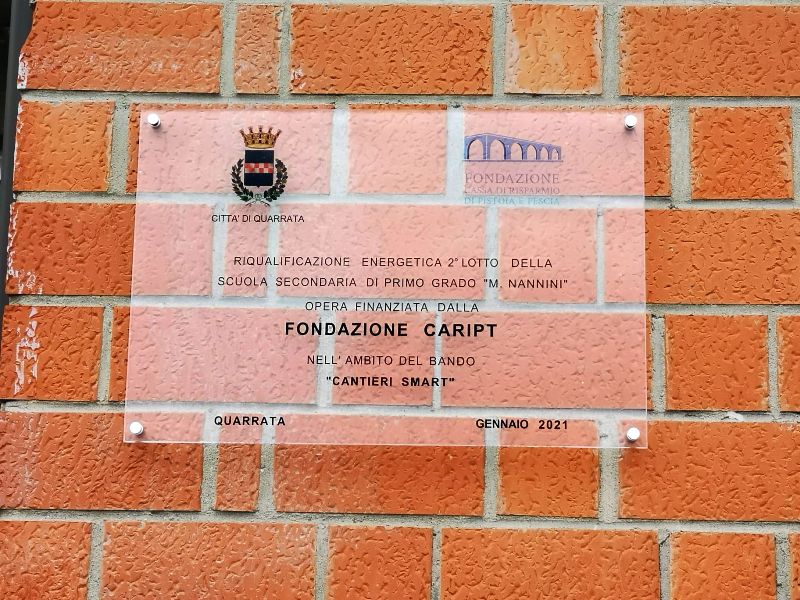 CITTA' DI QUARRATA
FONDAZIONE
CASSA DI RISPARMIO
DI PISTOIA E PESCIA
RIQUALIFICAZIONE ENERGETICA 2° LOTTO DELLA
SCUOLA SECONDARIA DI PRIMO GRADO "M. NANNINI"
OPERA FINANZIATA DALLA
FONDAZIONE CARIPT
NELL' AMBITO DEL BANDO
"CANTIERI SMART"
QUARRATA GENNAIO 2021